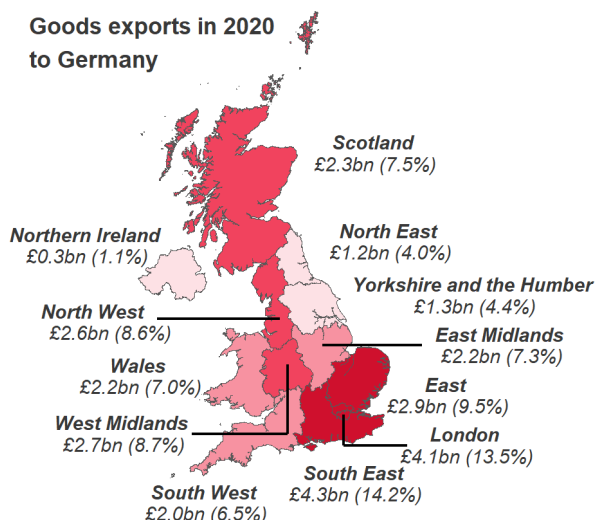 Goods exports in 2020
to Germany
Scotland
£2.3bn (7.5%)
Northern Ireland
£0.3bn (1.1%)
North East
£1.2bn (4.0%)
Yorkshire and the Humber
£1.3bn (4.4%)
North West
£2.6bn (8.6%)
East Midlands
£2.2bn (7.3%)
Wales
£2.2bn (7.0%)
East
£2.9bn (9.5%)
West Midlands
£2.7bn (8.7%)
London
£4.1bn (13.5%)
South East
£4.3bn (14.2%)
South West
£2.0bn (6.5%)